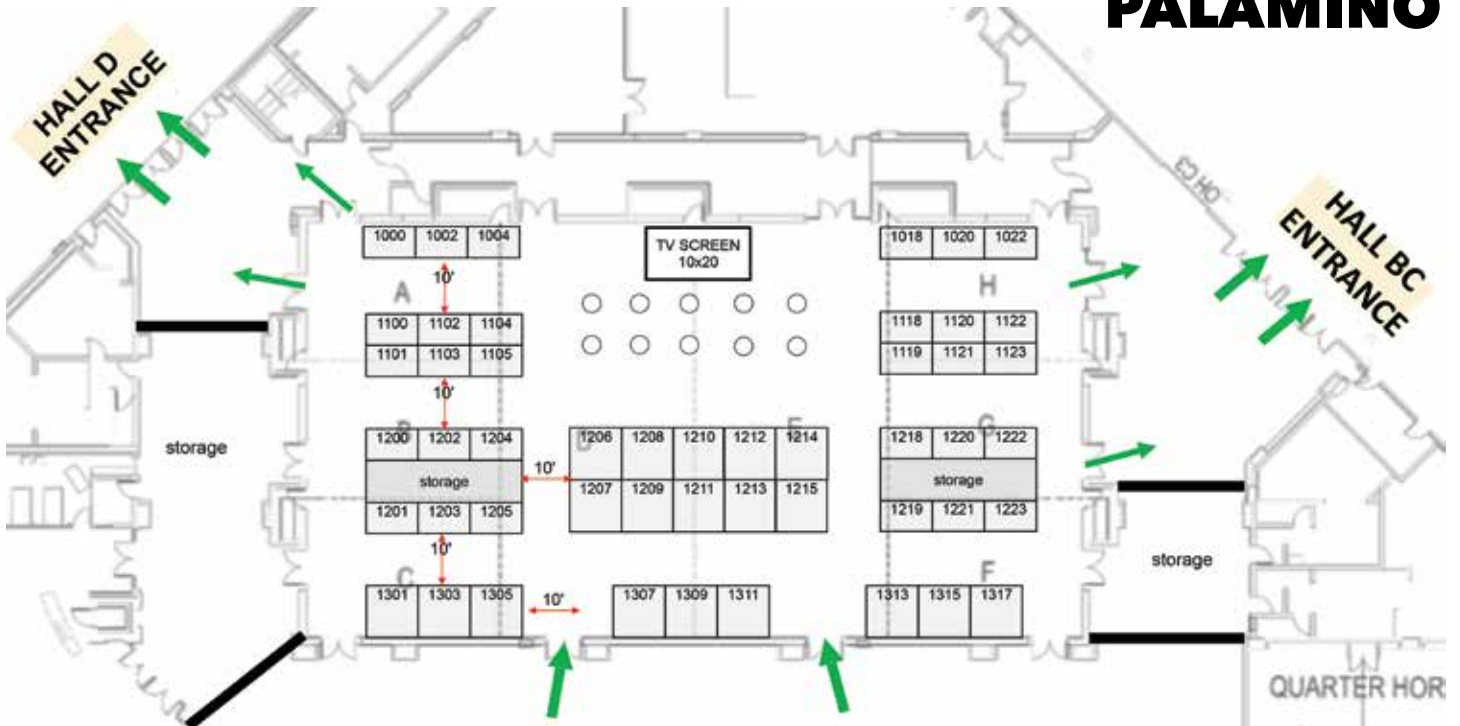 PALAMINO
HALL D
ENTRANCE
HALL BC
ENTRANCE
1000 1002 1004
TV SCREEN
10x20
1018 1020 1022
10'
A
H
1100 1102 1104
1118 1120 1122
1101 1103 1105
1119 1121 1123
10'
B
D
E
G
1200 1202 1204
1206 1208 1210 1212 1214
1218 1220 1222
storage
storage
10'
storage
1207 1209 1211 1213 1215
1201 1203 1205
1219 1221 1223
10'
storage
C
F
1301 1303 1305
10'
1307 1309 1311
1313 1315 1317
QUARTER HOR